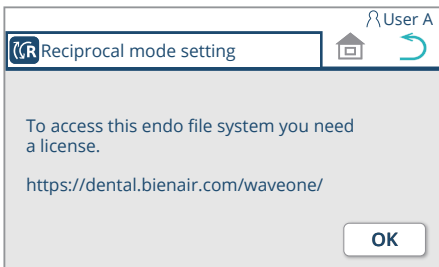 User A
R Reciprocal mode setting
To access this endo file system you need
a license.
https://dental.bienair.com/waveone/
OK